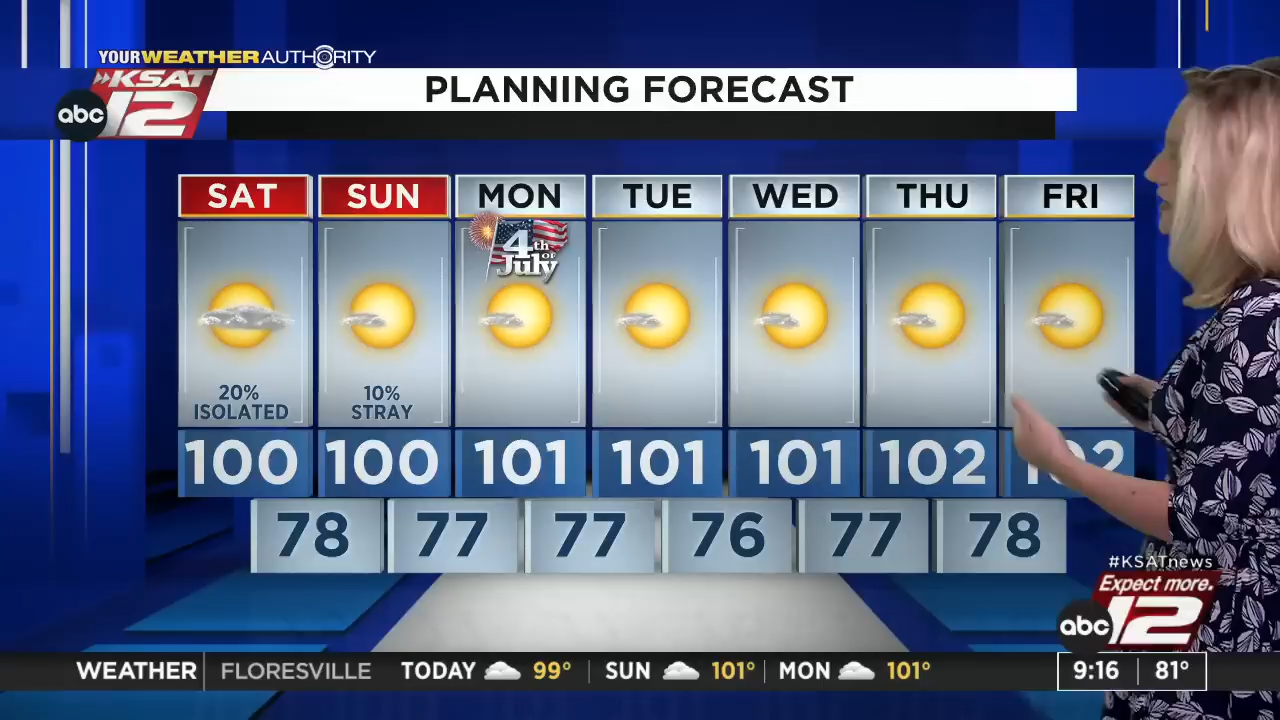 YOURWEATHERAUTHORITY
KSAT
abc 12
PLANNING FORECAST
SAT SUN MON TUE WED THU FRI
4th
OF
July
20% 10%
ISOLATED STRAY
100 100 101 101 101 102 102
78 77 77 76 77 78
#KSATnews
Expect more.
abc 12
WEATHER FLORESVILLE TODAY 99° SUN 101° MON 101° 9:16 81°